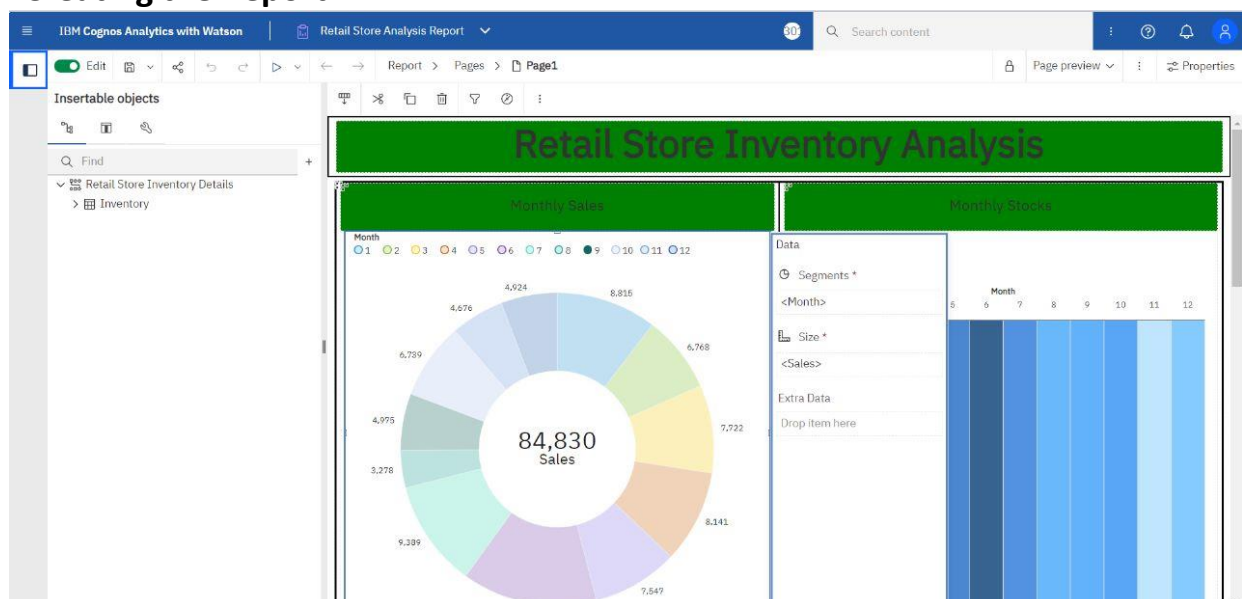 IBM Cognos Analytics with Watson
Retail Store Analysis Report
30
Search content
Edit
Report > Pages > Page1
Page preview
Properties
Insertable objects
Find
Retail Store Inventory Details
Inventory
Retail Store Inventory Analysis
Monthly Sales
Monthly Stocks
Month
1 2 3 4 5 6 7 8 9 10 11 12
4,924
8,815
4,676
6,768
6,739
4,975
7,722
84,830
Sales
3,278
8,141
9,389
7,547
Data
Segments *
<Month>
Size *
<Sales>
Extra Data
Drop item here
Month
5 6 7 8 9 10 11 12